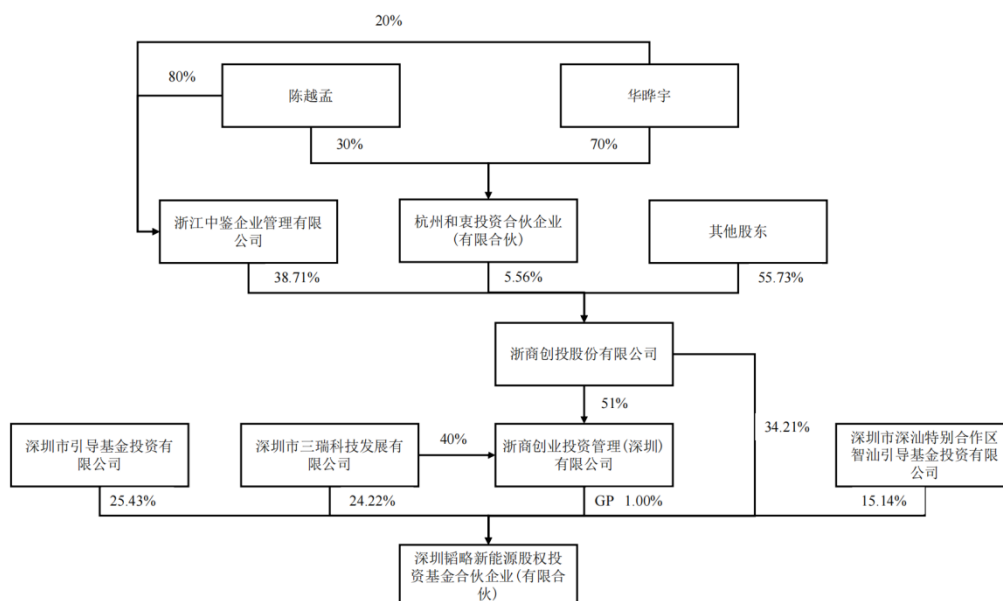 20%
80%
陈越孟
华晔宇
30%
70%
浙江中鉴企业管理有限
公司
杭州和衷投资合伙企业
(有限合伙)
其他股东
38.71%
5.56%
55.73%
浙商创投股份有限公司
51%
34.21%
深圳市引导基金投资有
限公司
深圳市三瑞科技发展有
限公司
40%
浙商创业投资管理(深圳)
有限公司
深圳市深汕特别合作区
智汕引导基金投资有限
公司
25.43%
24.22%
GP 1.00%
15.14%
深圳韬略新能源股权投
资基金合伙企业(有限合
伙)